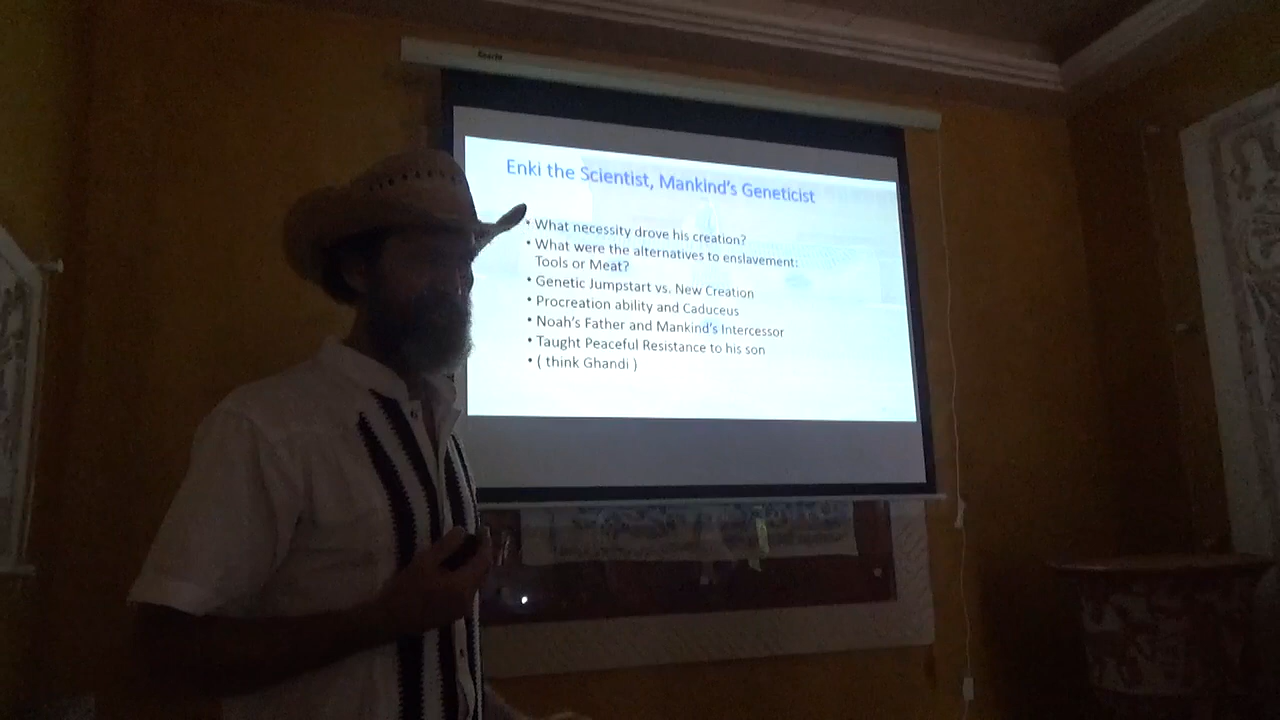 Enki the Scientist, Mankind's Geneticist
• What necessity drove his creation?
• What were the alternatives to enslavement:
Tools or Meat?
• Genetic Jumpstart vs. New Creation
• Procreation ability and Caduceus
• Noah's Father and Mankind's Intercessor
• Taught Peaceful Resistance to his son
• ( think Ghandi )